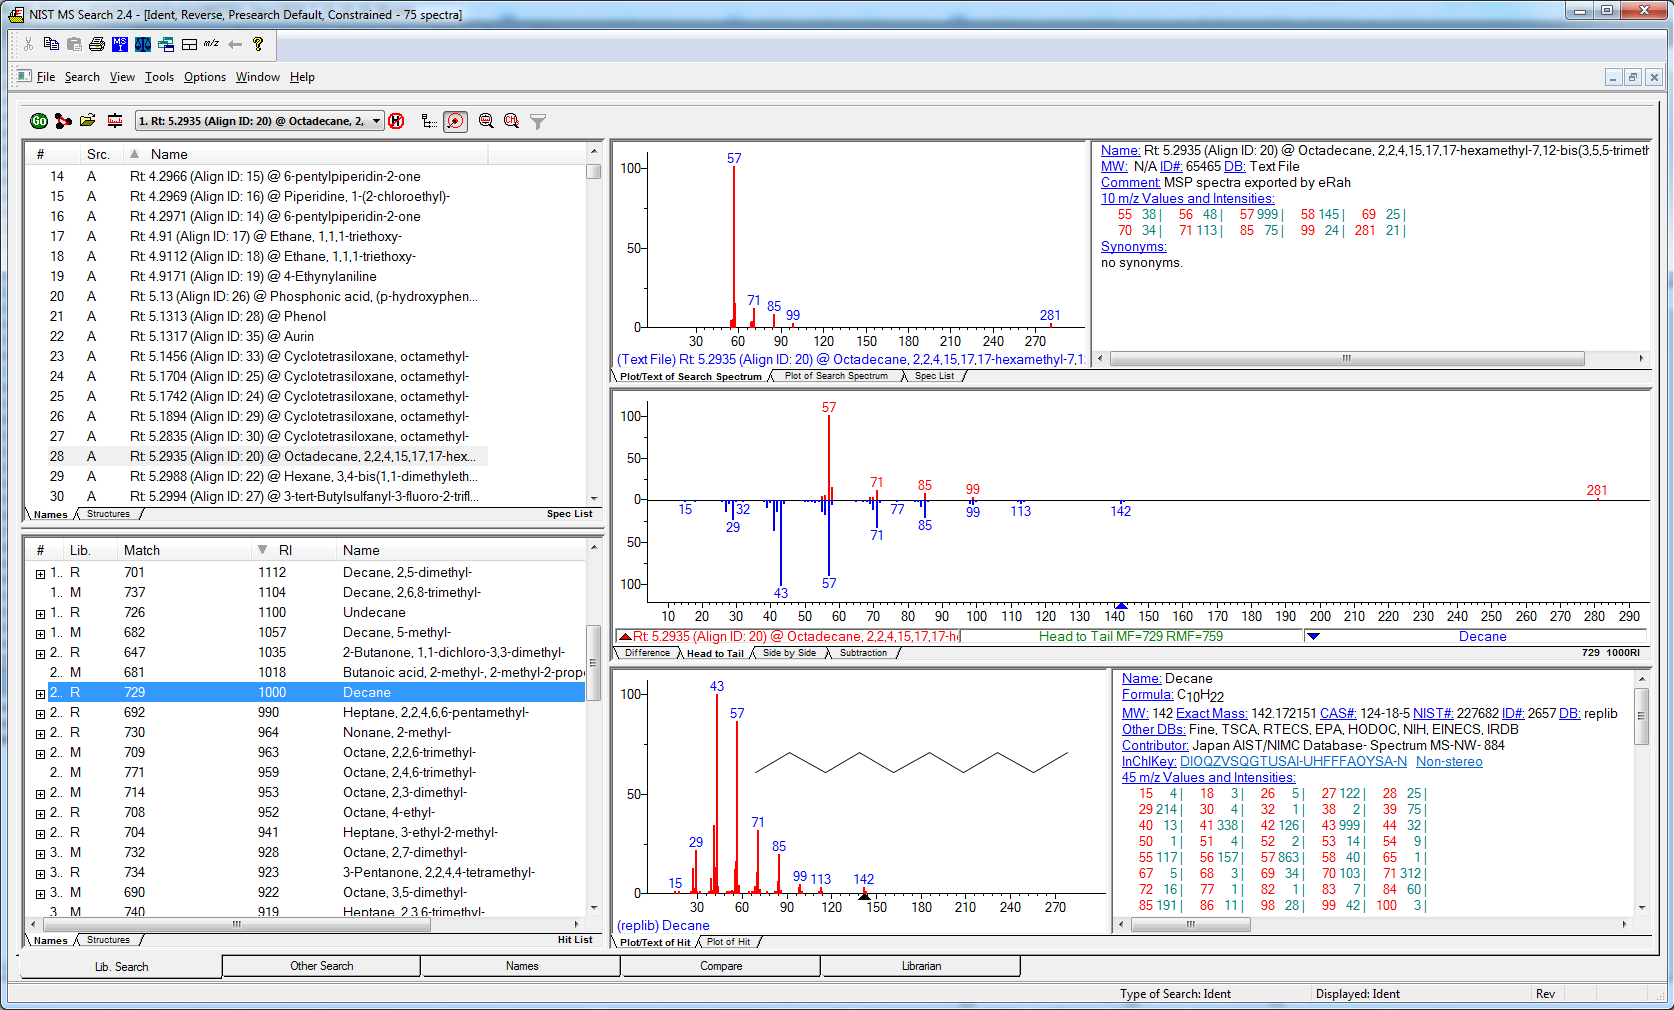 NIST MS Search 2.4 - [Ident, Reverse, Presearch Default, Constrained - 75 spectra]
File Search View Tools Options Window Help
1. Rt: 5.2935 (Align ID: 20) @ Octadecane, 2,
# Src. Name
14 A Rt: 4.2966 (Align ID: 15) @ 6-pentylpiperidin-2-one
15 A Rt: 4.2969 (Align ID: 16) @ Piperidine, 1-(2-chloroethyl)-
16 A Rt: 4.2971 (Align ID: 14) @ 6-pentylpiperidin-2-one
17 A Rt: 4.91 (Align ID: 17) @ Ethane, 1,1,1-triethoxy-
18 A Rt: 4.9112 (Align ID: 18) @ Ethane, 1,1,1-triethoxy-
19 A Rt: 4.9171 (Align ID: 19) @ 4-Ethynylaniline
20 A Rt: 5.13 (Align ID: 26) @ Phosphonic acid, (p-hydroxyphen...
21 A Rt: 5.1313 (Align ID: 28) @ Phenol
22 A Rt: 5.1317 (Align ID: 35) @ Aurin
23 A Rt: 5.1456 (Align ID: 33) @ Cyclotetrasiloxane, octamethyl-
24 A Rt: 5.1704 (Align ID: 25) @ Cyclotetrasiloxane, octamethyl-
25 A Rt: 5.1742 (Align ID: 24) @ Cyclotetrasiloxane, octamethyl-
26 A Rt: 5.1894 (Align ID: 29) @ Cyclotetrasiloxane, octamethyl-
27 A Rt: 5.2835 (Align ID: 30) @ Cyclotetrasiloxane, octamethyl-
28 A Rt: 5.2935 (Align ID: 20) @ Octadecane, 2,2,4,15,17,17-hex...
29 A Rt: 5.2988 (Align ID: 22) @ Hexane, 3,4-bis(1,1-dimethyleth...
30 A Rt: 5.2994 (Align ID: 27) @ 3-tert-Butylsulfanyl-3-fluoro-2-trifl...
Names Structures Spec List
# Lib. Match RI Name
1.. R 701 1112 Decane, 2,5-dimethyl-
1.. M 737 1104 Decane, 2,6,8-trimethyl-
1.. R 726 1100 Undecane
1.. M 682 1057 Decane, 5-methyl-
2.. R 647 1035 2-Butanone, 1,1-dichloro-3,3-dimethyl-
2.. M 681 1018 Butanoic acid, 2-methyl-, 2-methyl-2-prope
2.. R 729 1000 Decane
2.. R 692 990 Heptane, 2,2,4,6,6-pentamethyl-
2.. R 730 964 Nonane, 2-methyl-
2.. M 709 963 Octane, 2,2,6-trimethyl-
2.. M 771 959 Octane, 2,4,6-trimethyl-
2.. M 714 953 Octane, 2,3-dimethyl-
2.. R 708 952 Octane, 4-ethyl-
2.. R 704 941 Heptane, 3-ethyl-2-methyl-
3.. M 732 928 Octane, 2,7-dimethyl-
3.. R 734 923 3-Pentanone, 2,2,4,4-tetramethyl-
3.. M 690 922 Octane, 3,5-dimethyl-
3 M 740 919 Heptane, 2,3,6-trimethyl-
Names Structures Hit List
100 50 0
57 71 85 99 281
30 60 90 120 150 180 210 240 270
(Text File) Rt: 5.2935 (Align ID: 20) @ Octadecane, 2,2,4,15,17,17-hexamethyl-7,1
Plot/Text of Search Spectrum Plot of Search Spectrum Spec List
Name: Rt: 5.2935 (Align ID: 20) @ Octadecane, 2,2,4,15,17,17-hexamethyl-7,12-bis(3,5,5-trimeth
MW: N/A ID#: 65465 DB: Text File
Comment: MSP spectra exported by eRah
10 m/z Values and Intensities:
55 38| 56 48| 57 999| 58 145| 69 25|
70 34| 71 113| 85 75| 99 24| 281 21|
Synonyms:
no synonyms.
100 50 0 50 100
57 71 85 99 281
15 29 32 43 57 71 77 85 99 113 142
10 20 30 40 50 60 70 80 90 100 110 120 130 140 150 160 170 180 190 200 210 220 230 240 250 260 270 280 290
Rt: 5.2935 (Align ID: 20) @ Octadecane, 2,2,4,15,17,17-h Head to Tail MF=729 RMF=759 Decane
Difference Head to Tail Side by Side Subtraction 729 1000RI
100 50 0
15 29 43 57 71 85 99 113 142
30 60 90 120 150 180 210 240 270
(replib) Decane
Plot/Text of Hit Plot of Hit
Name: Decane
Formula: C10H22
MW: 142 Exact Mass: 142.172151 CAS#: 124-18-5 NIST#: 227682 ID#: 2657 DB: replib
Other DBs: Fine, TSCA, RTECS, EPA, HODOC, NIH, EINECS, IRDB
Contributor: Japan AIST/NIMC Database- Spectrum MS-NW- 884
InChIKey: DIOQZVSQGTUSAI-UHFFFAOYSA-N Non-stereo
45 m/z Values and Intensities:
15 4| 18 3| 26 5| 27 122| 28 25|
29 214| 30 4| 32 1| 38 2| 39 75|
40 13| 41 338| 42 126| 43 999| 44 32|
50 1| 51 4| 52 2| 53 14| 54 9|
55 117| 56 157| 57 863| 58 40| 65 1|
67 5| 68 3| 69 34| 70 103| 71 312|
72 16| 77 1| 82 1| 83 7| 84 60|
85 191| 86 11| 98 28| 99 42| 100 3|
Lib. Search Other Search Names Compare Librarian
Type of Search: Ident Displayed: Ident Rev